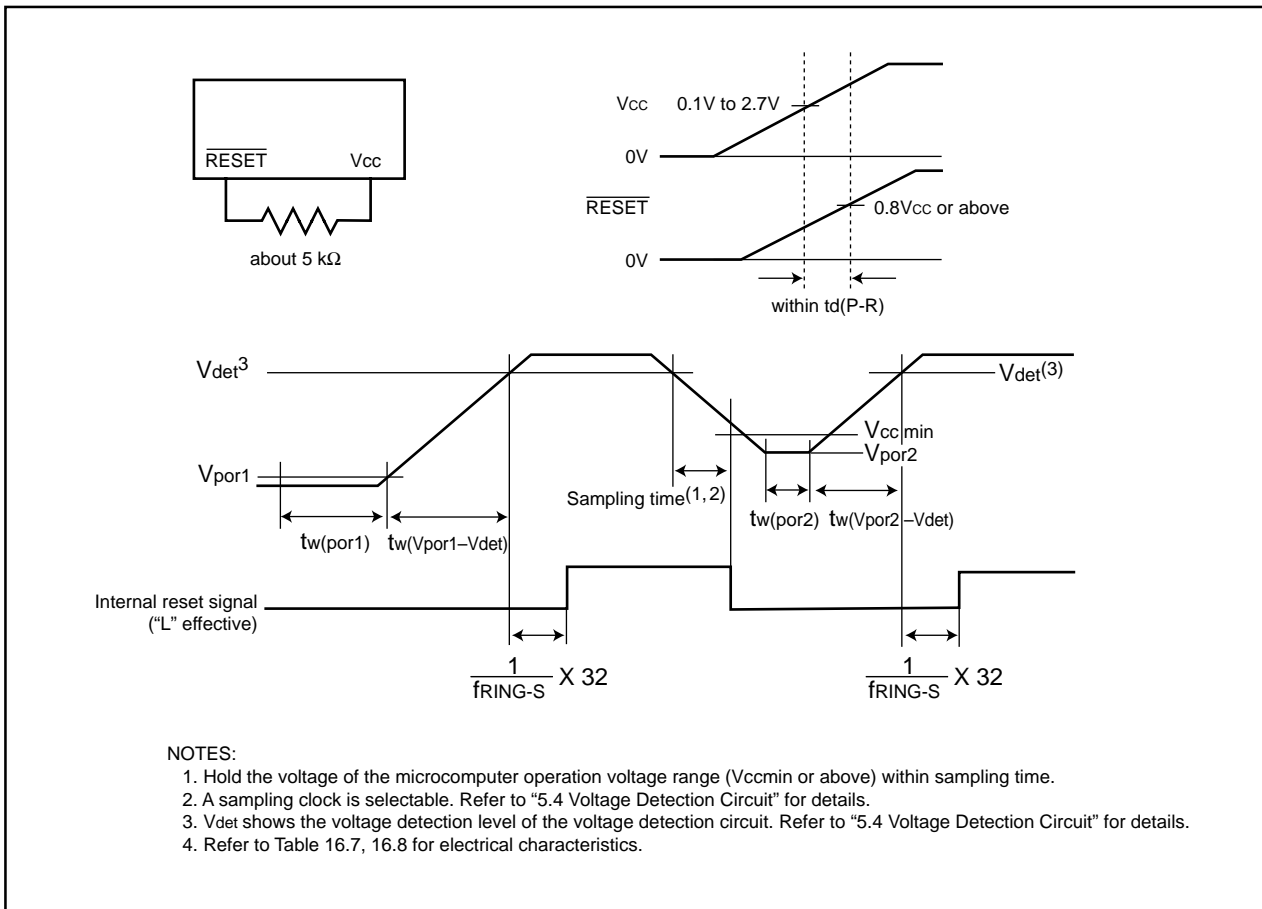 RESET Vcc
about 5 kΩ
Vcc 0.1V to 2.7V
0V
RESET
0.8Vcc or above
0V
within td(P-R)
Vdet3
Vdet(3)
Vcc min
Vpor2
Vpor1
Sampling time(1, 2)
tw(por1) tw(Vpor1–Vdet)
tw(por2) tw(Vpor2 –Vdet)
Internal reset signal
(“L” effective)
1
fRING-S
X 32
1
fRING-S
X 32
NOTES:
1. Hold the voltage of the microcomputer operation voltage range (Vccmin or above) within sampling time.
2. A sampling clock is selectable. Refer to “5.4 Voltage Detection Circuit” for details.
3. Vdet shows the voltage detection level of the voltage detection circuit. Refer to “5.4 Voltage Detection Circuit” for details.
4. Refer to Table 16.7, 16.8 for electrical characteristics.